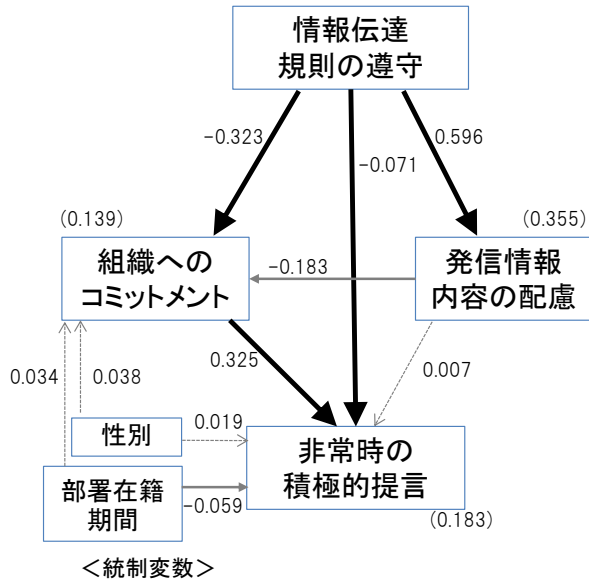 情報伝達
規則の遵守
-0.323
0.596
-0.071
(0.139)
(0.355)
組織への
コミットメント
-0.183
発信情報
内容の配慮
0.325
0.007
0.034
0.038
性別
0.019
非常時の
積極的提言
部署在籍
期間
-0.059
(0.183)
＜統制変数＞